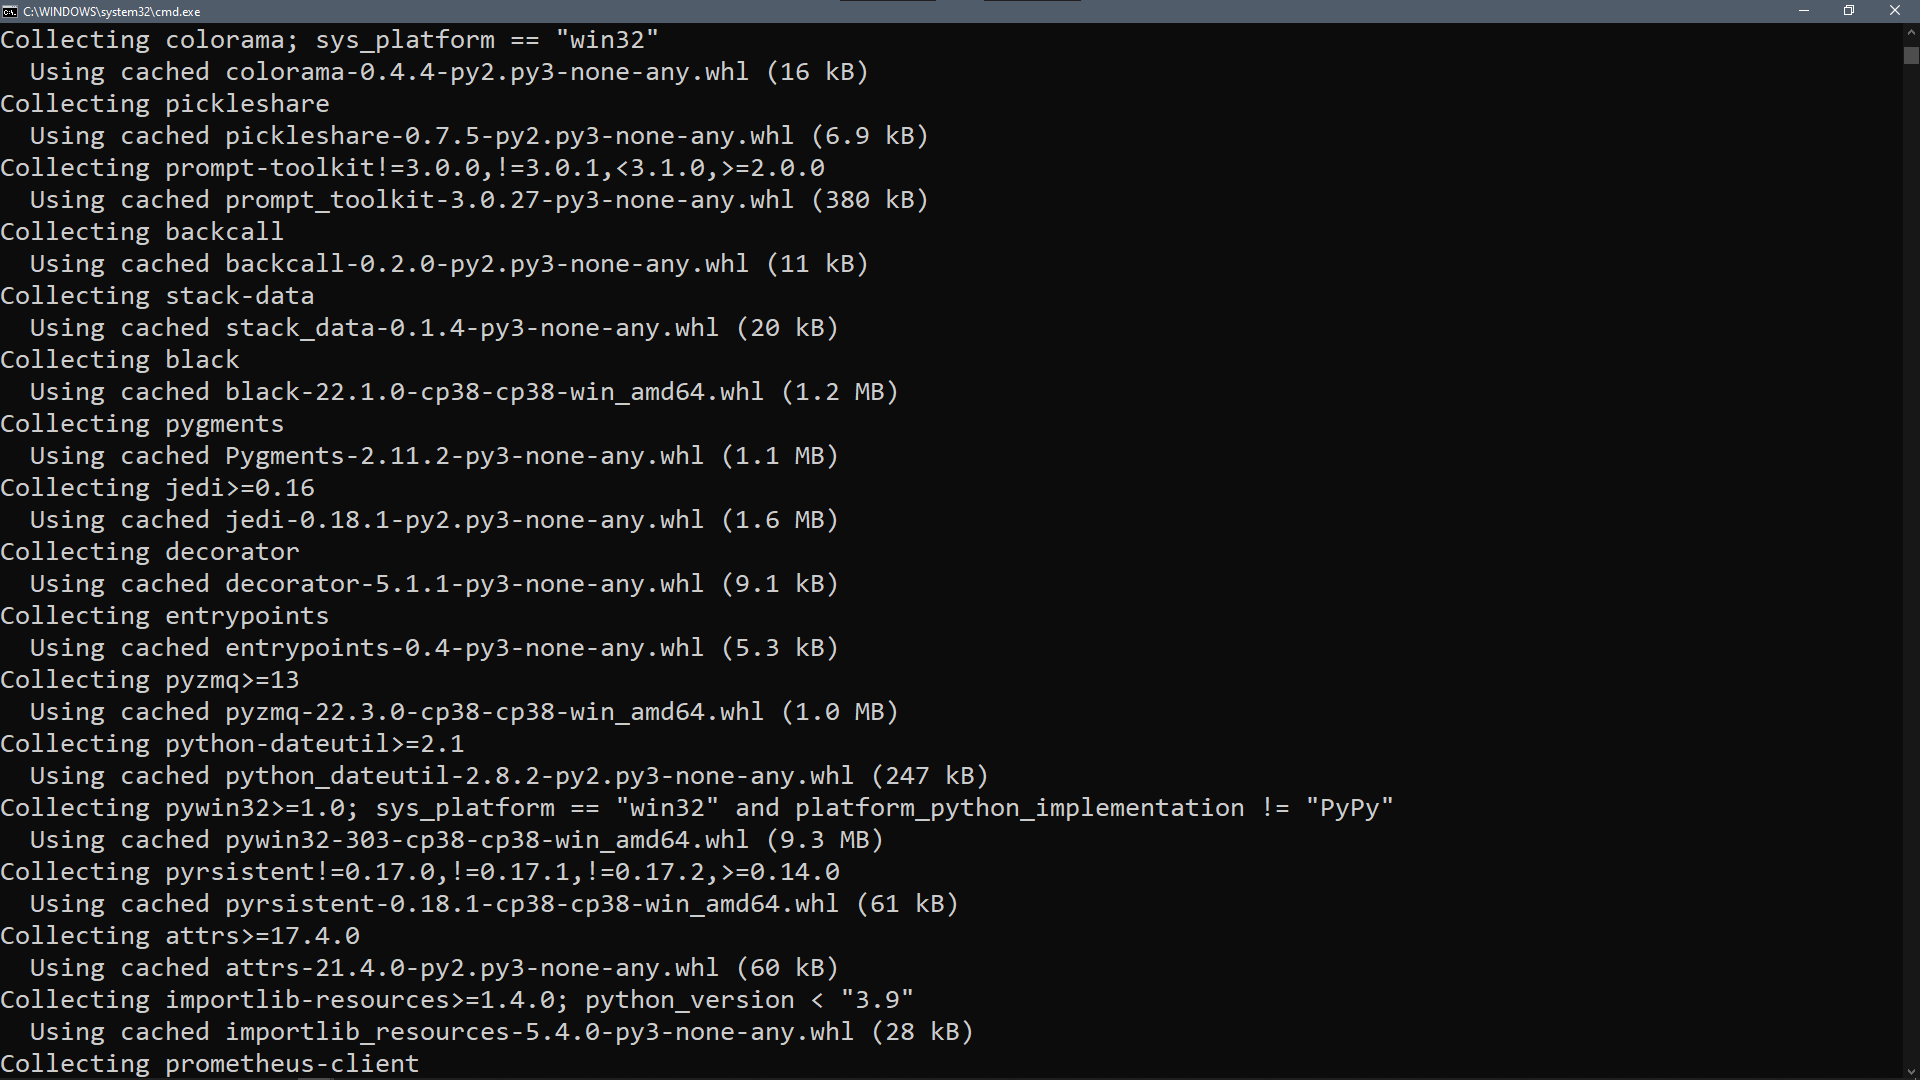 C:\WINDOWS\system32\cmd.exe
Collecting colorama; sys_platform == "win32"
  Using cached colorama-0.4.4-py2.py3-none-any.whl (16 kB)
Collecting pickleshare
  Using cached pickleshare-0.7.5-py2.py3-none-any.whl (6.9 kB)
Collecting prompt-toolkit!=3.0.0,!=3.0.1,<3.1.0,>=2.0.0
  Using cached prompt_toolkit-3.0.27-py3-none-any.whl (380 kB)
Collecting backcall
  Using cached backcall-0.2.0-py2.py3-none-any.whl (11 kB)
Collecting stack-data
  Using cached stack_data-0.1.4-py3-none-any.whl (20 kB)
Collecting black
  Using cached black-22.1.0-cp38-cp38-win_amd64.whl (1.2 MB)
Collecting pygments
  Using cached Pygments-2.11.2-py3-none-any.whl (1.1 MB)
Collecting jedi>=0.16
  Using cached jedi-0.18.1-py2.py3-none-any.whl (1.6 MB)
Collecting decorator
  Using cached decorator-5.1.1-py3-none-any.whl (9.1 kB)
Collecting entrypoints
  Using cached entrypoints-0.4-py3-none-any.whl (5.3 kB)
Collecting pyzmq>=13
  Using cached pyzmq-22.3.0-cp38-cp38-win_amd64.whl (1.0 MB)
Collecting python-dateutil>=2.1
  Using cached python_dateutil-2.8.2-py2.py3-none-any.whl (247 kB)
Collecting pywin32>=1.0; sys_platform == "win32" and platform_python_implementation != "PyPy"
  Using cached pywin32-303-cp38-cp38-win_amd64.whl (9.3 MB)
Collecting pyrsistent!=0.17.0,!=0.17.1,!=0.17.2,>=0.14.0
  Using cached pyrsistent-0.18.1-cp38-cp38-win_amd64.whl (61 kB)
Collecting attrs>=17.4.0
  Using cached attrs-21.4.0-py2.py3-none-any.whl (60 kB)
Collecting importlib-resources>=1.4.0; python_version < "3.9"
  Using cached importlib_resources-5.4.0-py3-none-any.whl (28 kB)
Collecting prometheus-client